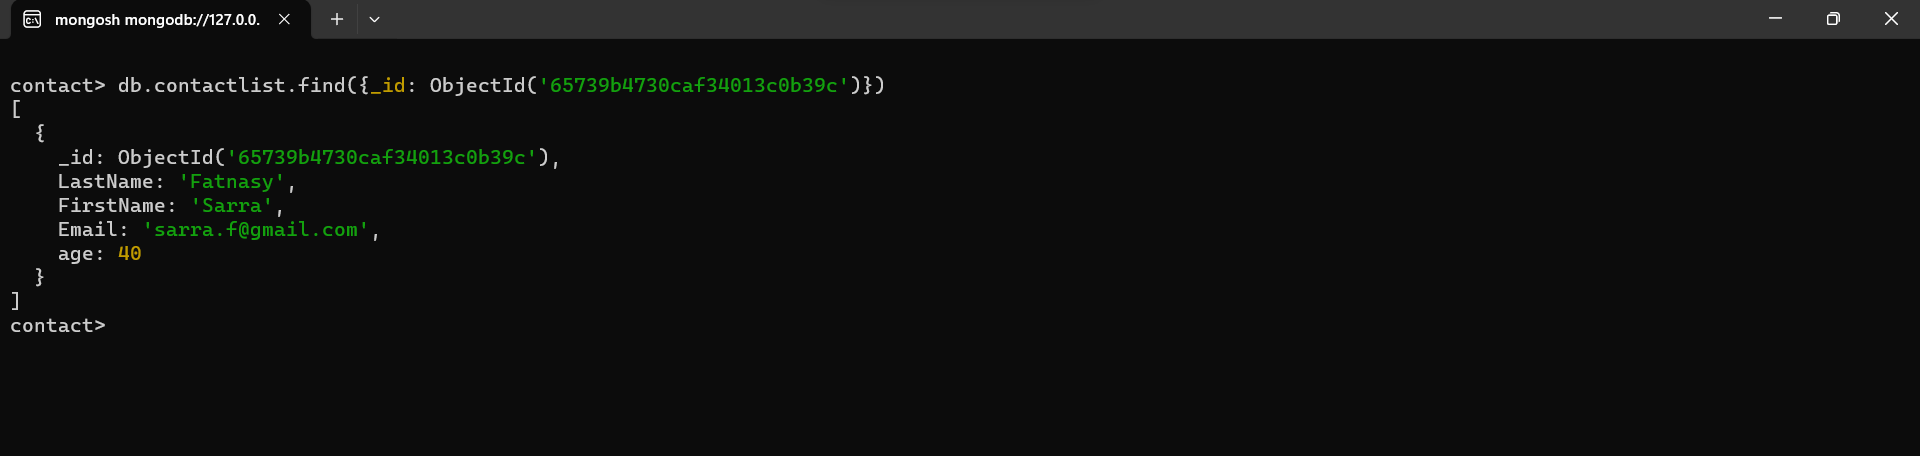 mongosh mongodb://127.0.0.
contact> db.contactlist.find({_id: ObjectId('65739b4730caf34013c0b39c')})
[
  {
    _id: ObjectId('65739b4730caf34013c0b39c'),
    LastName: 'Fatnasy',
    FirstName: 'Sarra',
    Email: 'sarra.f@gmail.com',
    age: 40
  }
]
contact>